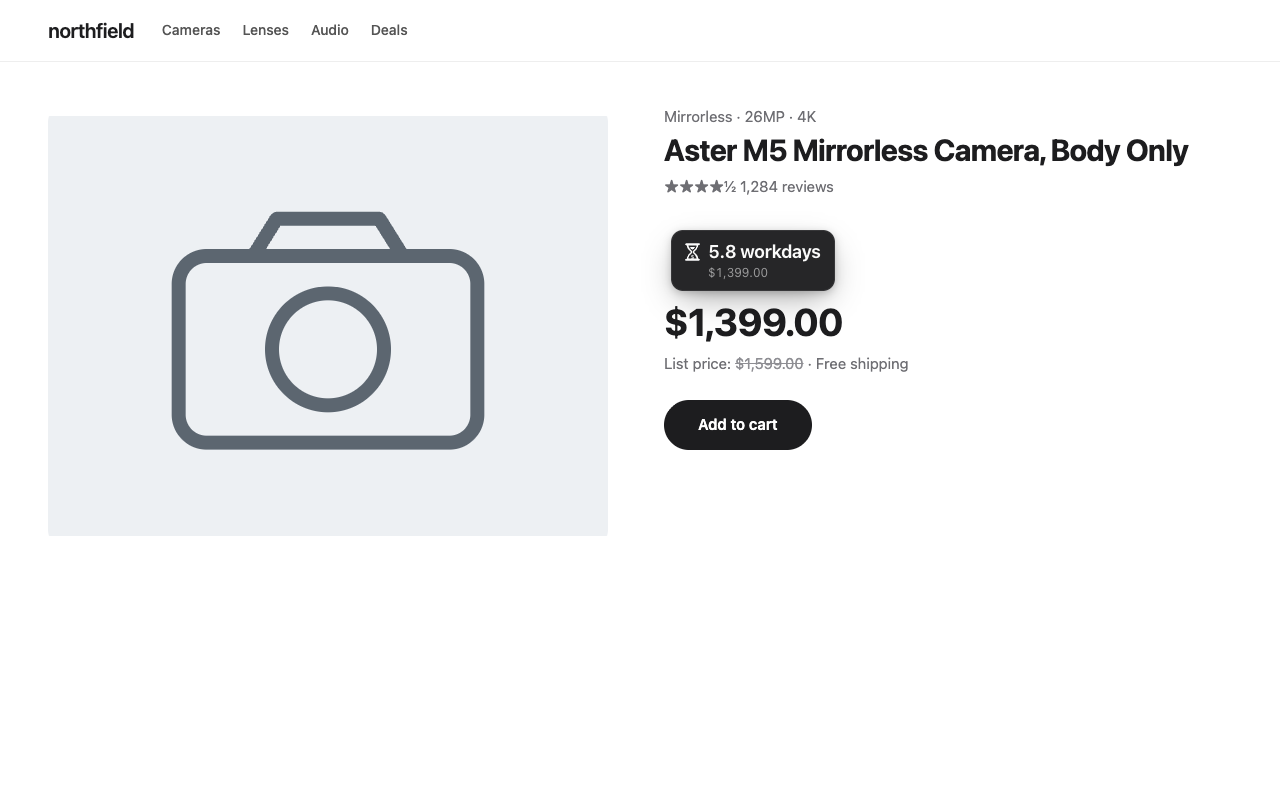 northfield Cameras Lenses Audio Deals
Mirrorless · 26MP · 4K
Aster M5 Mirrorless Camera, Body Only
★★★★½ 1,284 reviews
5.8 workdays
$1,399.00
$1,399.00
List price: $1,599.00 · Free shipping
Add to cart